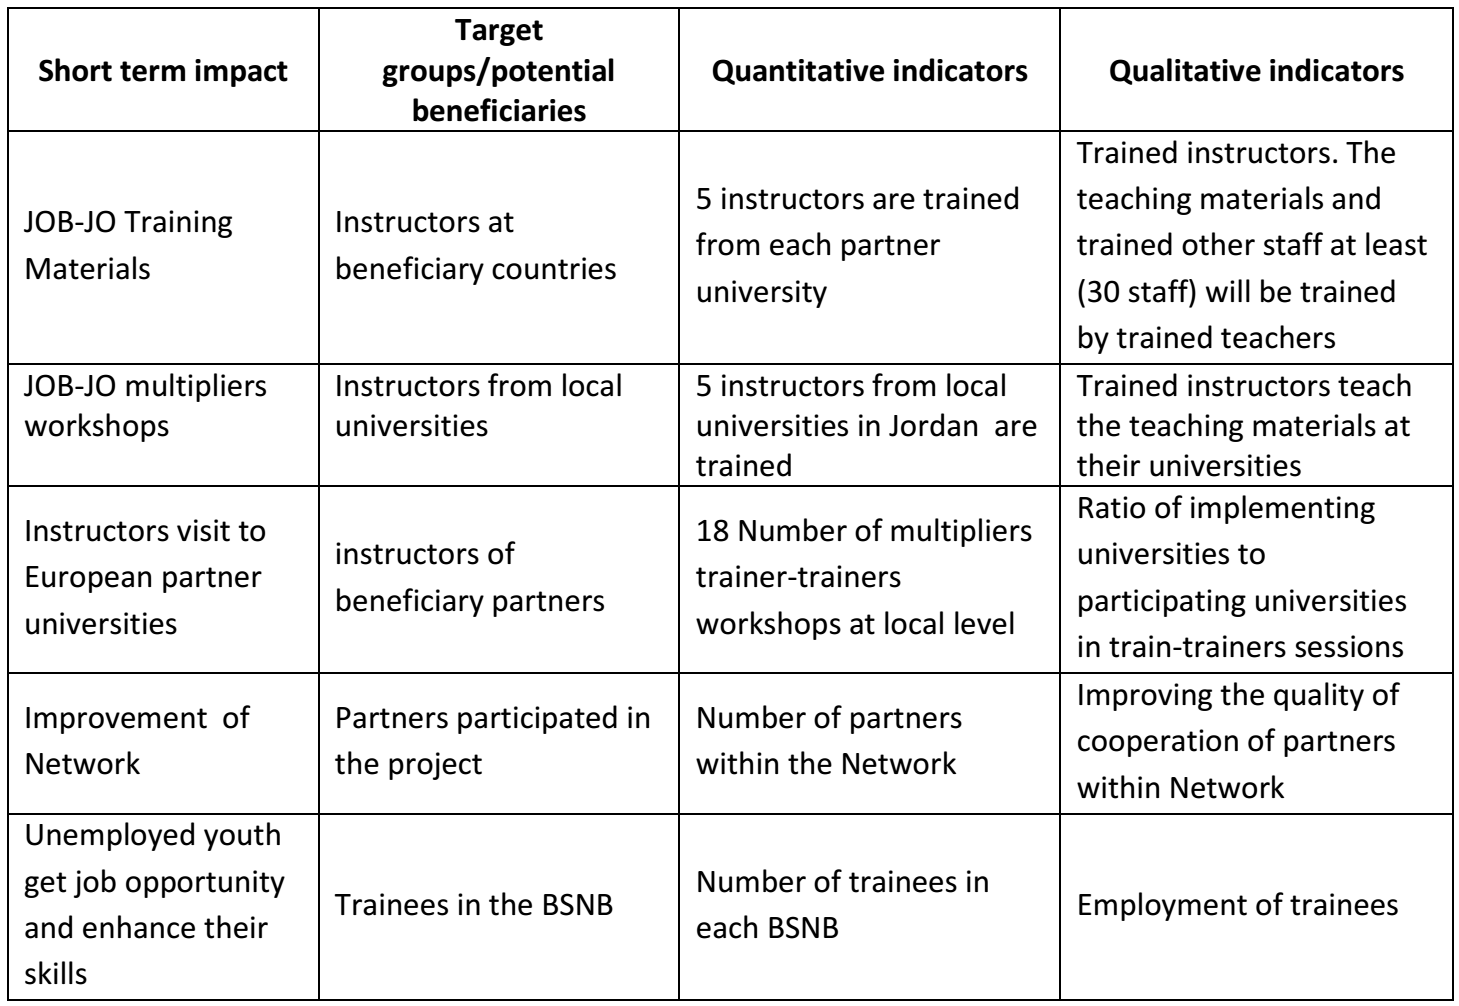 Short term impact
Target
groups/potential
beneficiaries
Quantitative indicators
Qualitative indicators
JOB-JO Training
Materials
Instructors at
beneficiary countries
5 instructors are trained
from each partner
university
Trained instructors. The
teaching materials and
trained other staff at least
(30 staff) will be trained
by trained teachers
JOB-JO multipliers
workshops
Instructors from local
universities
5 instructors from local
universities in Jordan  are
trained
Trained instructors teach
the teaching materials at
their universities
Instructors visit to
European partner
universities
instructors of
beneficiary partners
18 Number of multipliers
trainer-trainers
workshops at local level
Ratio of implementing
universities to
participating universities
in train-trainers sessions
Improvement  of
Network
Partners participated in
the project
Number of partners
within the Network
Improving the quality of
cooperation of partners
within Network
Unemployed youth
get job opportunity
and enhance their
skills
Trainees in the BSNB
Number of trainees in
each BSNB
Employment of trainees